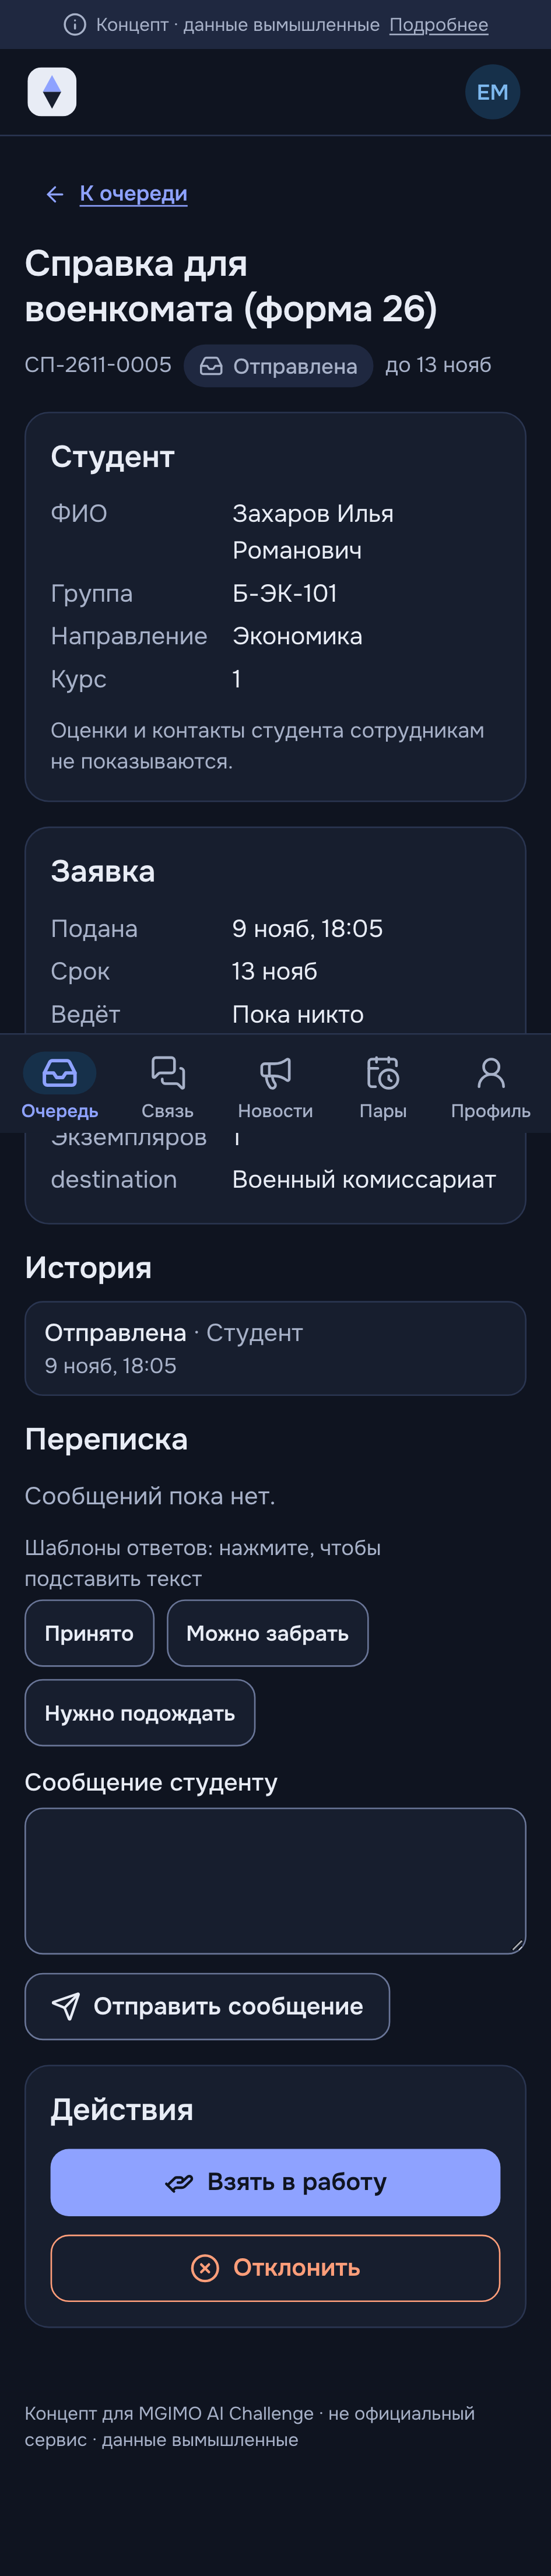 Концепт · данные вымышленные Подробнее
ЕМ
К очереди
Справка для
военкомата (форма 26)
СП-2611-0005 Отправлена до 13 нояб
Студент
ФИО Захаров Илья
Романович
Группа Б-ЭК-101
Направление Экономика
Курс 1
Оценки и контакты студента сотрудникам
не показываются.
Заявка
Подана 9 нояб, 18:05
Срок 13 нояб
Ведёт Пока никто
Очередь Связь Новости Пары Профиль
Экземпляров 1
destination Военный комиссариат
История
Отправлена · Студент
9 нояб, 18:05
Переписка
Сообщений пока нет.
Шаблоны ответов: нажмите, чтобы
подставить текст
Принято Можно забрать
Нужно подождать
Сообщение студенту
Отправить сообщение
Действия
Взять в работу
Отклонить
Концепт для MGIMO AI Challenge · не официальный
сервис · данные вымышленные